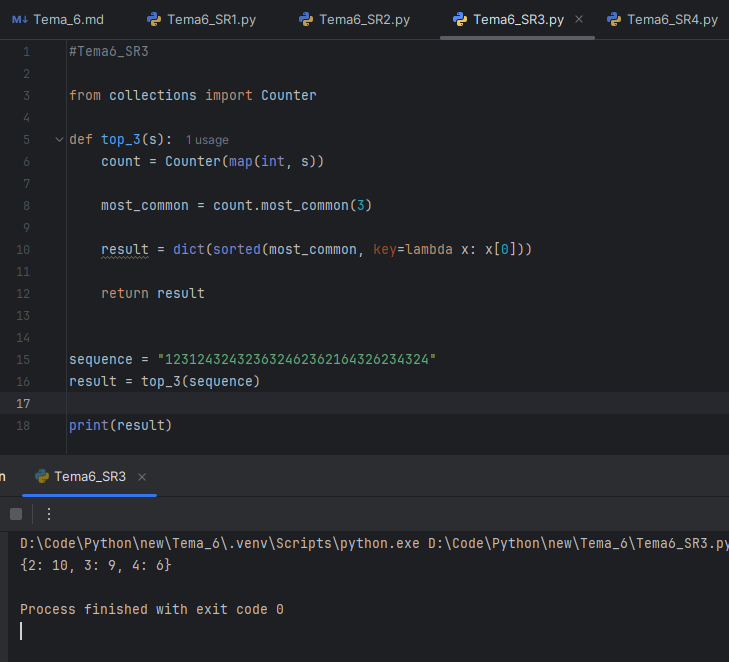 Tema_6.md Tema6_SR1.py Tema6_SR2.py Tema6_SR3.py × Tema6_SR4.py
1 #Tema6_SR3
2
3 from collections import Counter
4
5 def top_3(s): 1 usage
6 count = Counter(map(int, s))
7
8 most_common = count.most_common(3)
9
10 result = dict(sorted(most_common, key=lambda x: x[0]))
11
12 return result
13
14
15 sequence = "123124324323632462362164326234324"
16 result = top_3(sequence)
17
18 print(result)
n Tema6_SR3 ×
D:\Code\Python\new\Tema_6\.venv\Scripts\python.exe D:\Code\Python\new\Tema_6\Tema6_SR3.py
{2: 10, 3: 9, 4: 6}
Process finished with exit code 0